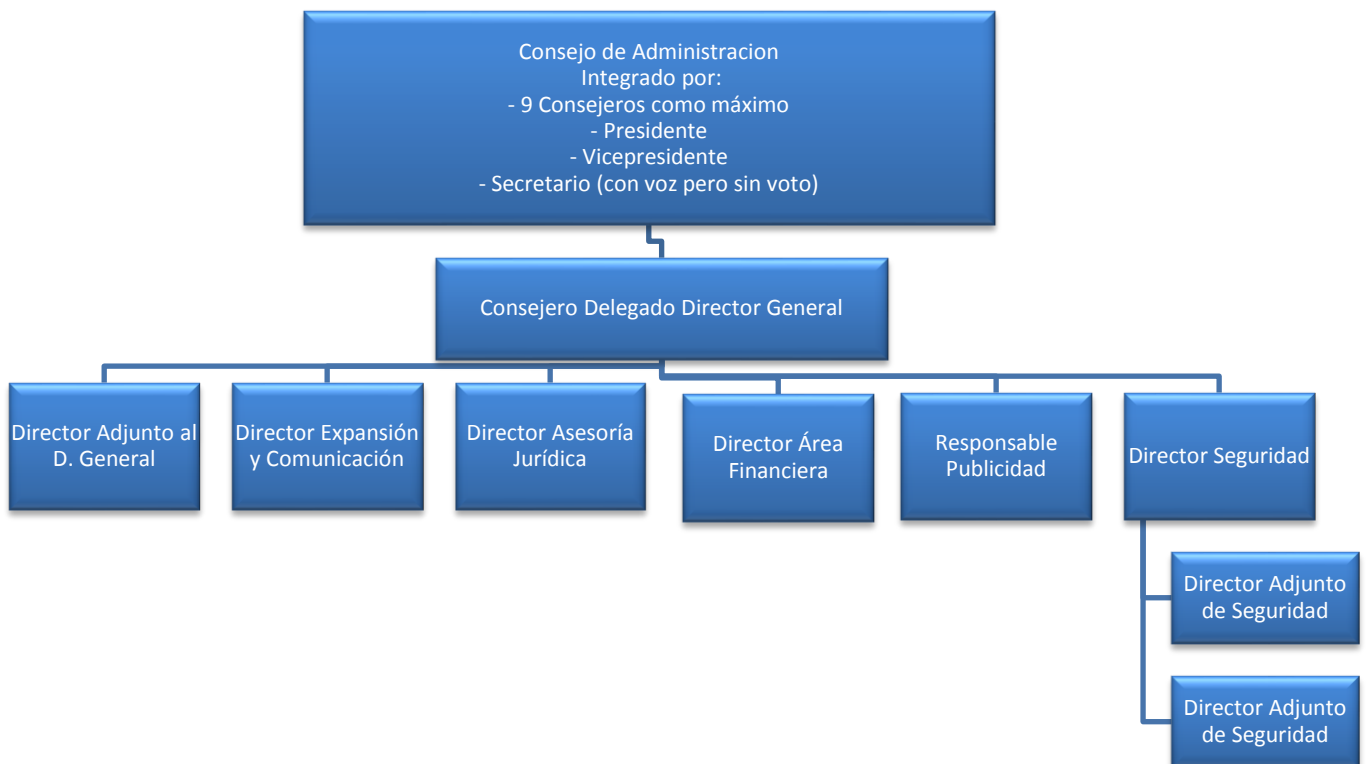 Consejo de Administracion
Integrado por:
- 9 Consejeros como máximo
- Presidente
- Vicepresidente
- Secretario (con voz pero sin voto)
Consejero Delegado Director General
Director Adjunto al
D. General
Director Expansión
y Comunicación
Director Asesoría
Jurídica
Director Área
Financiera
Responsable
Publicidad
Director Seguridad
Director Adjunto
de Seguridad
Director Adjunto
de Seguridad